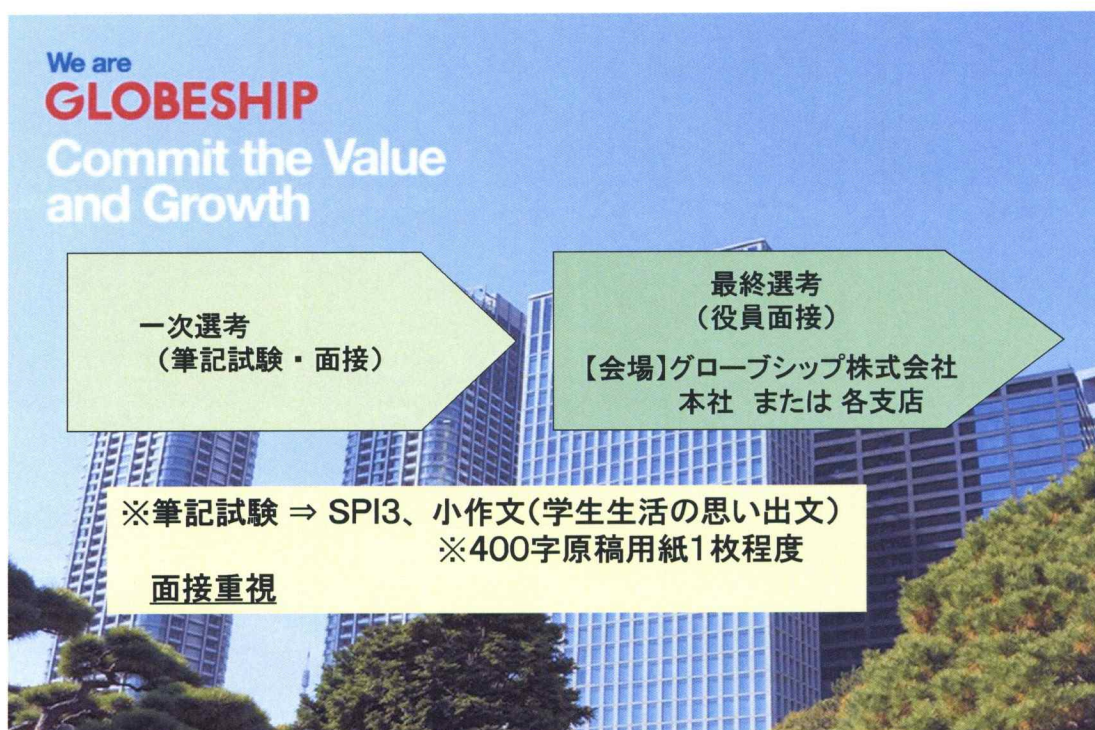 We are
GLOBESHIP
Commit the Value
and Growth
一次選考
（筆記試験・面接）
最終選考
（役員面接）
【会場】グローブシップ株式会社
本社　または 各支店
※筆記試験 ⇒ SPI3、小作文（学生生活の思い出文）
※400字原稿用紙1枚程度
面接重視